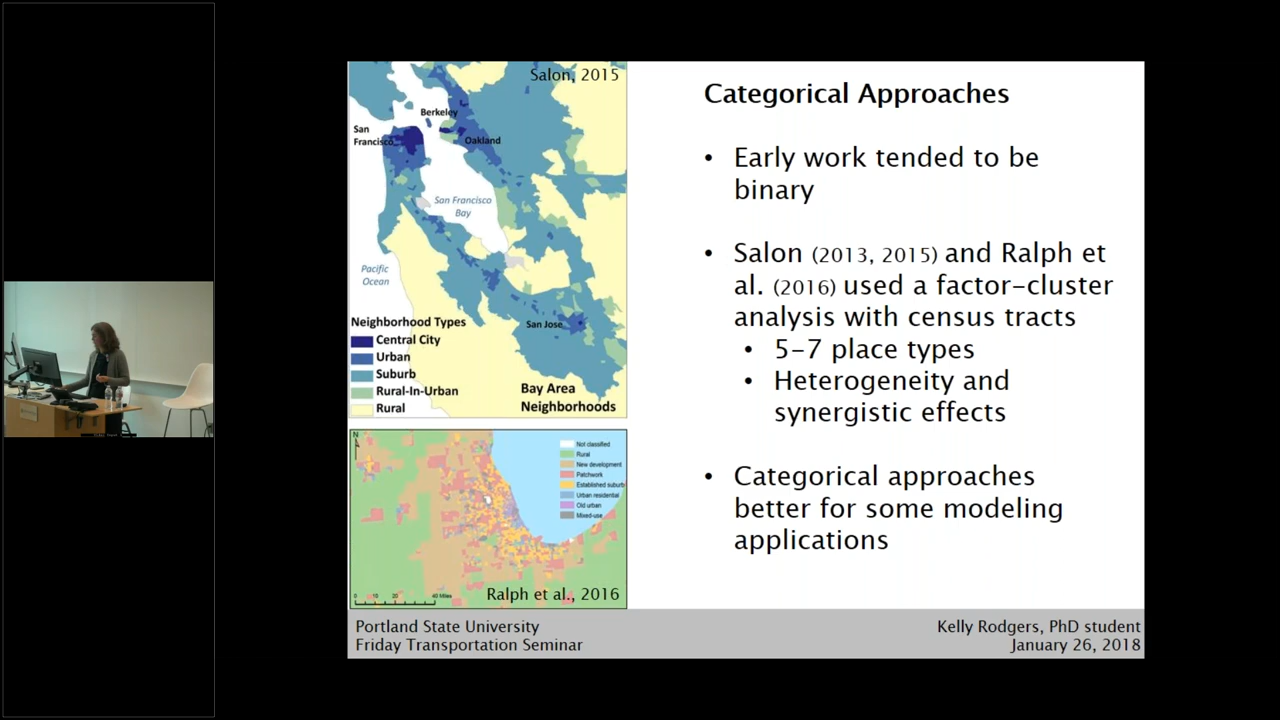 Salon, 2015
Berkeley
San
Francisco
Oakland
San Francisco
Bay
Pacific
Ocean
San Jose
Neighborhood Types
Central City
Urban
Suburb
Rural-In-Urban
Rural
Bay Area
Neighborhoods
N
Not classified
Rural
New development
Patchwork
Established suburb
Urban residential
Old urban
Mixed-use
0 10 20 40 Miles
Ralph et al., 2016
Categorical Approaches
• Early work tended to be
binary
• Salon (2013, 2015) and Ralph et
al. (2016) used a factor-cluster
analysis with census tracts
• 5-7 place types
• Heterogeneity and
synergistic effects
• Categorical approaches
better for some modeling
applications
Portland State University
Friday Transportation Seminar
Kelly Rodgers, PhD student
January 26, 2018